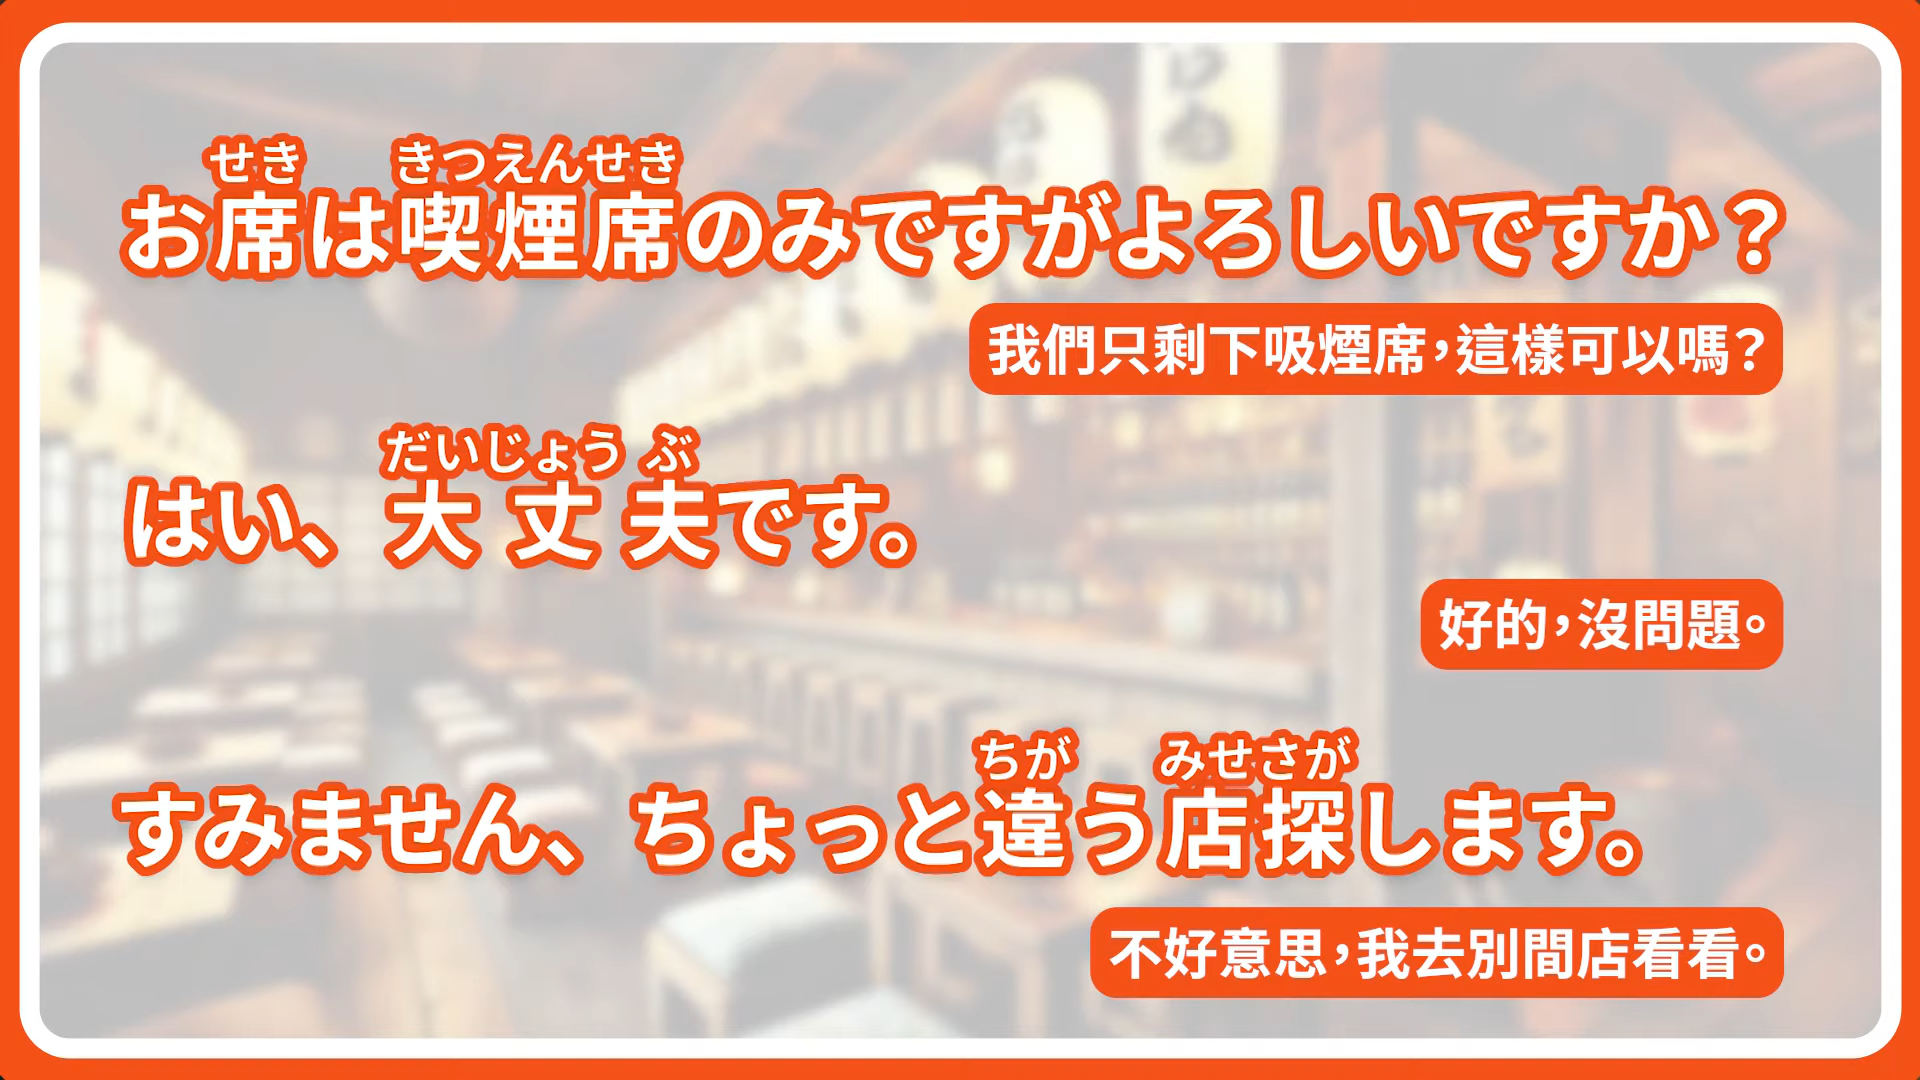 せき きつえんせき
お席は喫煙席のみですがよろしいですか？
我們只剩下吸煙席，這樣可以嗎？
だいじょうぶ
はい、大丈夫です。
好的，沒問題。
ちが みせさが
すみません、ちょっと違う店探します。
不好意思，我去別間店看看。